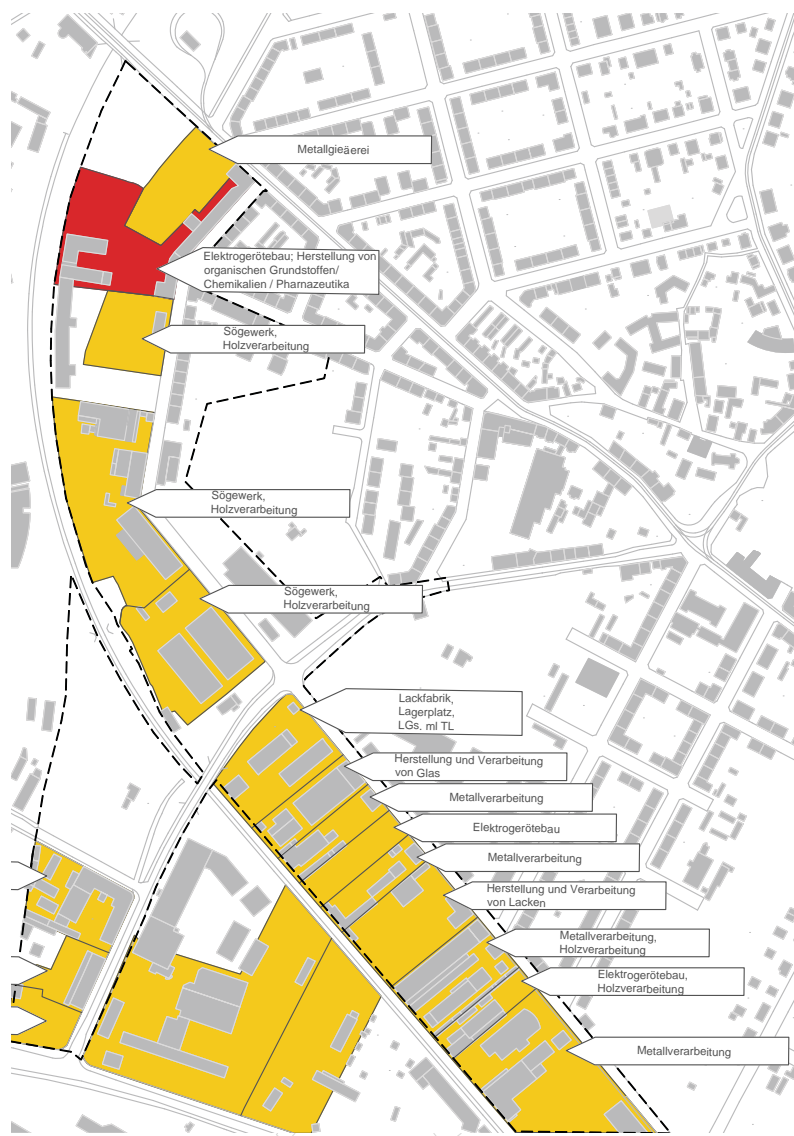 Metallgieäerei
Elektrogerötebau; Herstellung von
organischen Grundstoffen/
Chemikalien / Pharnazeutika
Sögewerk,
Holzverarbeitung
Sögewerk,
Holzverarbeitung
Sögewerk,
Holzverarbeitung
Lackfabrik,
Lagerplatz,
LGs. ml TL
Herstellung und Verarbeitung
von Glas
Metallverarbeitung
Elektrogerötebau
Metallverarbeitung
Herstellung und Verarbeitung
von Lacken
Metallverarbeitung,
Holzverarbeitung
Elektrogerötebau,
Holzverarbeitung
Metallverarbeitung